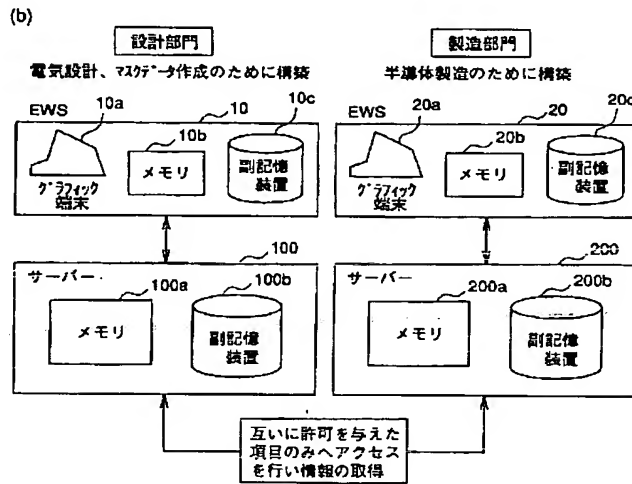 (b)
設計部門
製造部門
電気設計、マスクデータ作成のために構築
半導体製造のために構築
EWS
10a
10
10c
10b
メモリ
副記憶
装置
グラフィック
端末
EWS
20a
20
20c
20b
メモリ
副記憶
装置
グラフィック
端末
サーバー
100
100a
100b
メモリ
副記憶
装置
サーバー
200
200a
200b
メモリ
副記憶
装置
互いに許可を与えた
項目のみへアクセス
を行い情報の取得